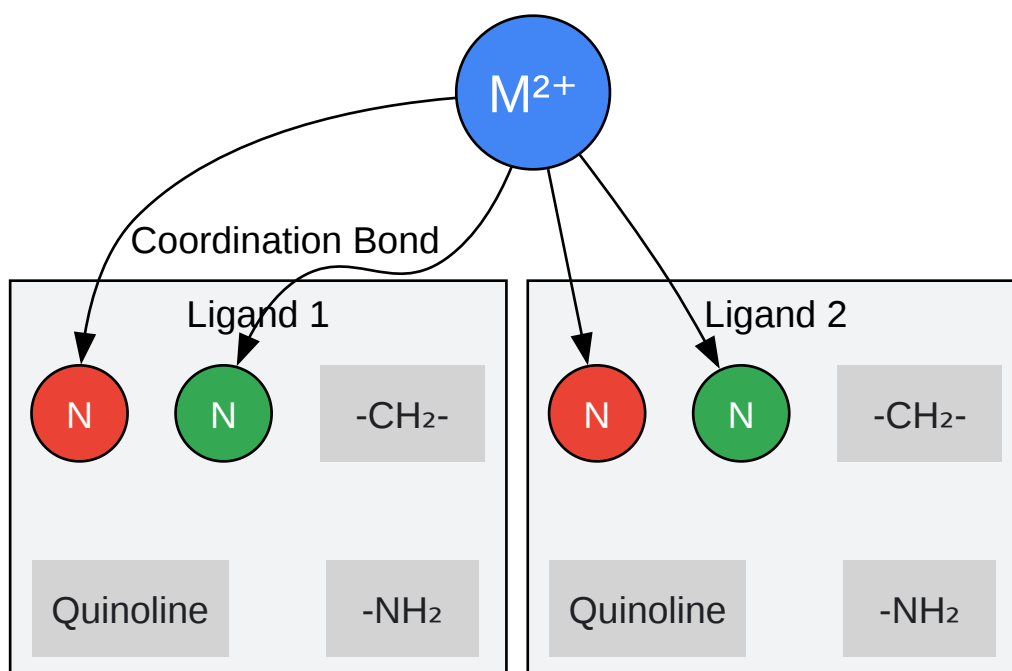 M²⁺
Coordination Bond
Ligand 1
N
N
-CH₂-
Quinoline
-NH₂
Ligand 2
N
N
-CH₂-
Quinoline
-NH₂